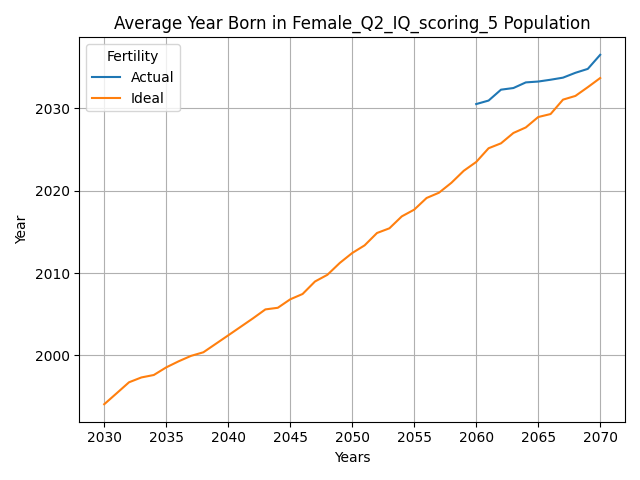 Average Year Born in Female_Q2_IQ_scoring_5 Population
Fertility
Actual
Ideal
2030
2020
2010
2000
Year
2030 2035 2040 2045 2050 2055 2060 2065 2070
Years